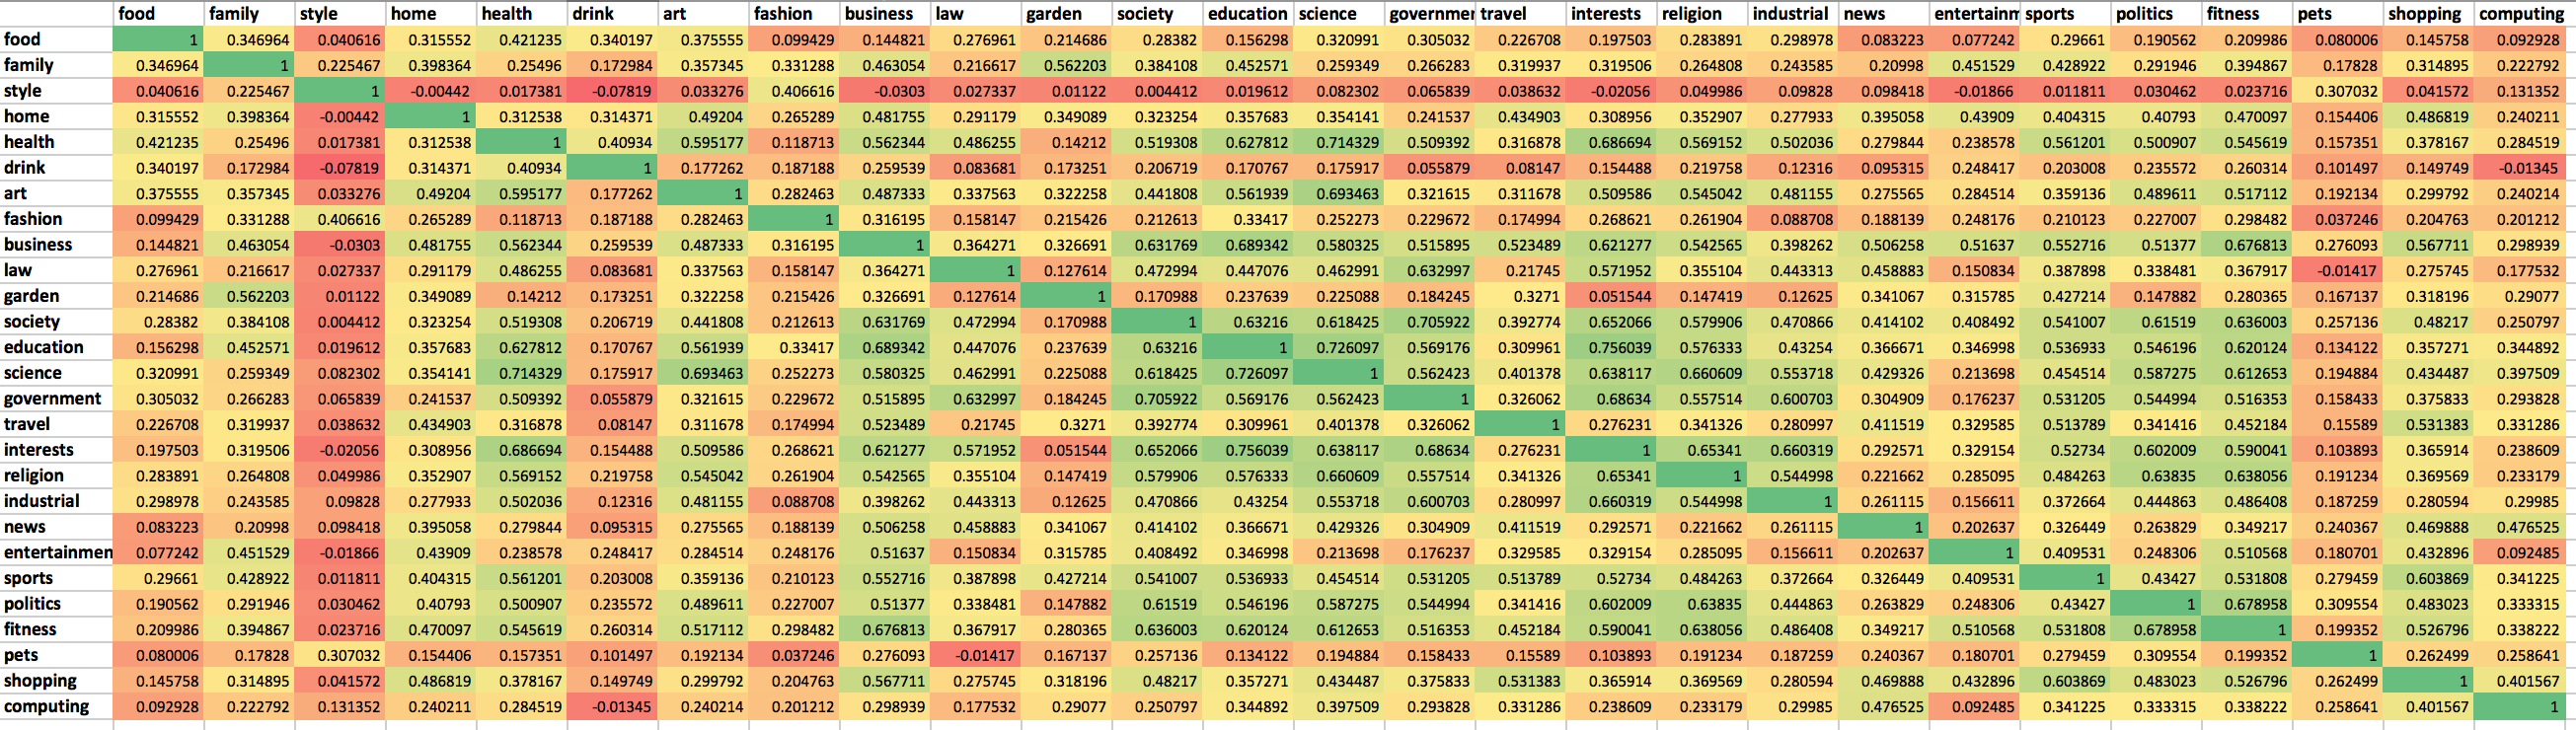 food family style home health drink art fashion business law garden society education science governmer travel interests religion industrial news entertainm sports politics fitness pets shopping computing
food 1 0.346964 0.040616 0.315552 0.421235 0.340197 0.375555 0.099429 0.144821 0.276961 0.214686 0.28382 0.156298 0.320991 0.305032 0.226708 0.197503 0.283891 0.298978 0.083223 0.077242 0.29661 0.190562 0.209986 0.080006 0.145758 0.092928
family 0.346964 1 0.225467 0.398364 0.25496 0.172984 0.357345 0.331288 0.463054 0.216617 0.562203 0.384108 0.452571 0.259349 0.266283 0.319937 0.319506 0.264808 0.243585 0.20998 0.451529 0.428922 0.291946 0.394867 0.17828 0.314895 0.222792
style 0.040616 0.225467 1 -0.00442 0.017381 -0.07819 0.033276 0.406616 -0.0303 0.027337 0.01122 0.004412 0.019612 0.082302 0.065839 0.038632 -0.02056 0.049986 0.09828 0.098418 -0.01866 0.011811 0.030462 0.023716 0.307032 0.041572 0.131352
home 0.315552 0.398364 -0.00442 1 0.312538 0.314371 0.49204 0.265289 0.481755 0.291179 0.349089 0.323254 0.357683 0.354141 0.241537 0.434903 0.308956 0.352907 0.277933 0.395058 0.43909 0.404315 0.40793 0.470097 0.154406 0.486819 0.240211
health 0.421235 0.25496 0.017381 0.312538 1 0.40934 0.595177 0.118713 0.562344 0.486255 0.14212 0.519308 0.627812 0.714329 0.509392 0.316878 0.686694 0.569152 0.502036 0.279844 0.238578 0.561201 0.500907 0.545619 0.157351 0.378167 0.284519
drink 0.340197 0.172984 -0.07819 0.314371 0.40934 1 0.177262 0.187188 0.259539 0.083681 0.173251 0.206719 0.170767 0.175917 0.055879 0.08147 0.154488 0.219758 0.12316 0.095315 0.248417 0.203008 0.235572 0.260314 0.101497 0.149749 -0.01345
art 0.375555 0.357345 0.033276 0.49204 0.595177 0.177262 1 0.282463 0.487333 0.337563 0.322258 0.441808 0.561939 0.693463 0.321615 0.311678 0.509586 0.545042 0.481155 0.275565 0.284514 0.359136 0.489611 0.517112 0.192134 0.299792 0.240214
fashion 0.099429 0.331288 0.406616 0.265289 0.118713 0.187188 0.282463 1 0.316195 0.158147 0.215426 0.212613 0.33417 0.252273 0.229672 0.174994 0.268621 0.261904 0.088708 0.188139 0.248176 0.210123 0.227007 0.298482 0.037246 0.204763 0.201212
business 0.144821 0.463054 -0.0303 0.481755 0.562344 0.259539 0.487333 0.316195 1 0.364271 0.326691 0.631769 0.689342 0.580325 0.515895 0.523489 0.621277 0.542565 0.398262 0.506258 0.51637 0.552716 0.51377 0.676813 0.276093 0.567711 0.298939
law 0.276961 0.216617 0.027337 0.291179 0.486255 0.083681 0.337563 0.158147 0.364271 1 0.127614 0.472994 0.447076 0.462991 0.632997 0.21745 0.571952 0.355104 0.443313 0.458883 0.150834 0.387898 0.338481 0.367917 -0.01417 0.275745 0.177532
garden 0.214686 0.562203 0.01122 0.349089 0.14212 0.173251 0.322258 0.215426 0.326691 0.127614 1 0.170988 0.237639 0.225088 0.184245 0.3271 0.051544 0.147419 0.12625 0.341067 0.315785 0.427214 0.147882 0.280365 0.167137 0.318196 0.29077
society 0.28382 0.384108 0.004412 0.323254 0.519308 0.206719 0.441808 0.212613 0.631769 0.472994 0.170988 1 0.63216 0.618425 0.705922 0.392774 0.652066 0.579906 0.470866 0.414102 0.408492 0.541007 0.61519 0.636003 0.257136 0.48217 0.250797
education 0.156298 0.452571 0.019612 0.357683 0.627812 0.170767 0.561939 0.33417 0.689342 0.447076 0.237639 0.63216 1 0.726097 0.569176 0.309961 0.756039 0.576333 0.43254 0.366671 0.346998 0.536933 0.546196 0.620124 0.134122 0.357271 0.344892
science 0.320991 0.259349 0.082302 0.354141 0.714329 0.175917 0.693463 0.252273 0.580325 0.462991 0.225088 0.618425 0.726097 1 0.562423 0.401378 0.638117 0.660609 0.553718 0.429326 0.213698 0.454514 0.587275 0.612653 0.194884 0.434487 0.397509
government 0.305032 0.266283 0.065839 0.241537 0.509392 0.055879 0.321615 0.229672 0.515895 0.632997 0.184245 0.705922 0.569176 0.562423 1 0.326062 0.68634 0.557514 0.600703 0.304909 0.176237 0.531205 0.544994 0.516353 0.158433 0.375833 0.293828
travel 0.226708 0.319937 0.038632 0.434903 0.316878 0.08147 0.311678 0.174994 0.523489 0.21745 0.3271 0.392774 0.309961 0.401378 0.326062 1 0.276231 0.341326 0.280997 0.411519 0.329585 0.513789 0.341416 0.452184 0.15589 0.531383 0.331286
interests 0.197503 0.319506 -0.02056 0.308956 0.686694 0.154488 0.509586 0.268621 0.621277 0.571952 0.051544 0.652066 0.756039 0.638117 0.68634 0.276231 1 0.65341 0.660319 0.292571 0.329154 0.52734 0.602009 0.590041 0.103893 0.365914 0.238609
religion 0.283891 0.264808 0.049986 0.352907 0.569152 0.219758 0.545042 0.261904 0.542565 0.355104 0.147419 0.579906 0.576333 0.660609 0.557514 0.341326 0.65341 1 0.544998 0.221662 0.285095 0.484263 0.63835 0.638056 0.191234 0.369569 0.233179
industrial 0.298978 0.243585 0.09828 0.277933 0.502036 0.12316 0.481155 0.088708 0.398262 0.443313 0.12625 0.470866 0.43254 0.553718 0.600703 0.280997 0.660319 0.544998 1 0.261115 0.156611 0.372664 0.444863 0.486408 0.187259 0.280594 0.29985
news 0.083223 0.20998 0.098418 0.395058 0.279844 0.095315 0.275565 0.188139 0.506258 0.458883 0.341067 0.414102 0.366671 0.429326 0.304909 0.411519 0.292571 0.221662 0.261115 1 0.202637 0.326449 0.263829 0.349217 0.240367 0.469888 0.476525
entertainmen 0.077242 0.451529 -0.01866 0.43909 0.238578 0.248417 0.284514 0.248176 0.51637 0.150834 0.315785 0.408492 0.346998 0.213698 0.176237 0.329585 0.329154 0.285095 0.156611 0.202637 1 0.409531 0.248306 0.510568 0.180701 0.432896 0.092485
sports 0.29661 0.428922 0.011811 0.404315 0.561201 0.203008 0.359136 0.210123 0.552716 0.387898 0.427214 0.541007 0.536933 0.454514 0.531205 0.513789 0.52734 0.484263 0.372664 0.326449 0.409531 1 0.43427 0.531808 0.279459 0.603869 0.341225
politics 0.190562 0.291946 0.030462 0.40793 0.500907 0.235572 0.489611 0.227007 0.51377 0.338481 0.147882 0.61519 0.546196 0.587275 0.544994 0.341416 0.602009 0.63835 0.444863 0.263829 0.248306 0.43427 1 0.678958 0.309554 0.483023 0.333315
fitness 0.209986 0.394867 0.023716 0.470097 0.545619 0.260314 0.517112 0.298482 0.676813 0.367917 0.280365 0.636003 0.620124 0.612653 0.516353 0.452184 0.590041 0.638056 0.486408 0.349217 0.510568 0.531808 0.678958 1 0.199352 0.526796 0.338222
pets 0.080006 0.17828 0.307032 0.154406 0.157351 0.101497 0.192134 0.037246 0.276093 -0.01417 0.167137 0.257136 0.134122 0.194884 0.158433 0.15589 0.103893 0.191234 0.187259 0.240367 0.180701 0.279459 0.309554 0.199352 1 0.262499 0.258641
shopping 0.145758 0.314895 0.041572 0.486819 0.378167 0.149749 0.299792 0.204763 0.567711 0.275745 0.318196 0.48217 0.357271 0.434487 0.375833 0.531383 0.365914 0.369569 0.280594 0.469888 0.432896 0.603869 0.483023 0.526796 0.262499 1 0.401567
computing 0.092928 0.222792 0.131352 0.240211 0.284519 -0.01345 0.240214 0.201212 0.298939 0.177532 0.29077 0.250797 0.344892 0.397509 0.293828 0.331286 0.238609 0.233179 0.29985 0.476525 0.092485 0.341225 0.333315 0.338222 0.258641 0.401567 1